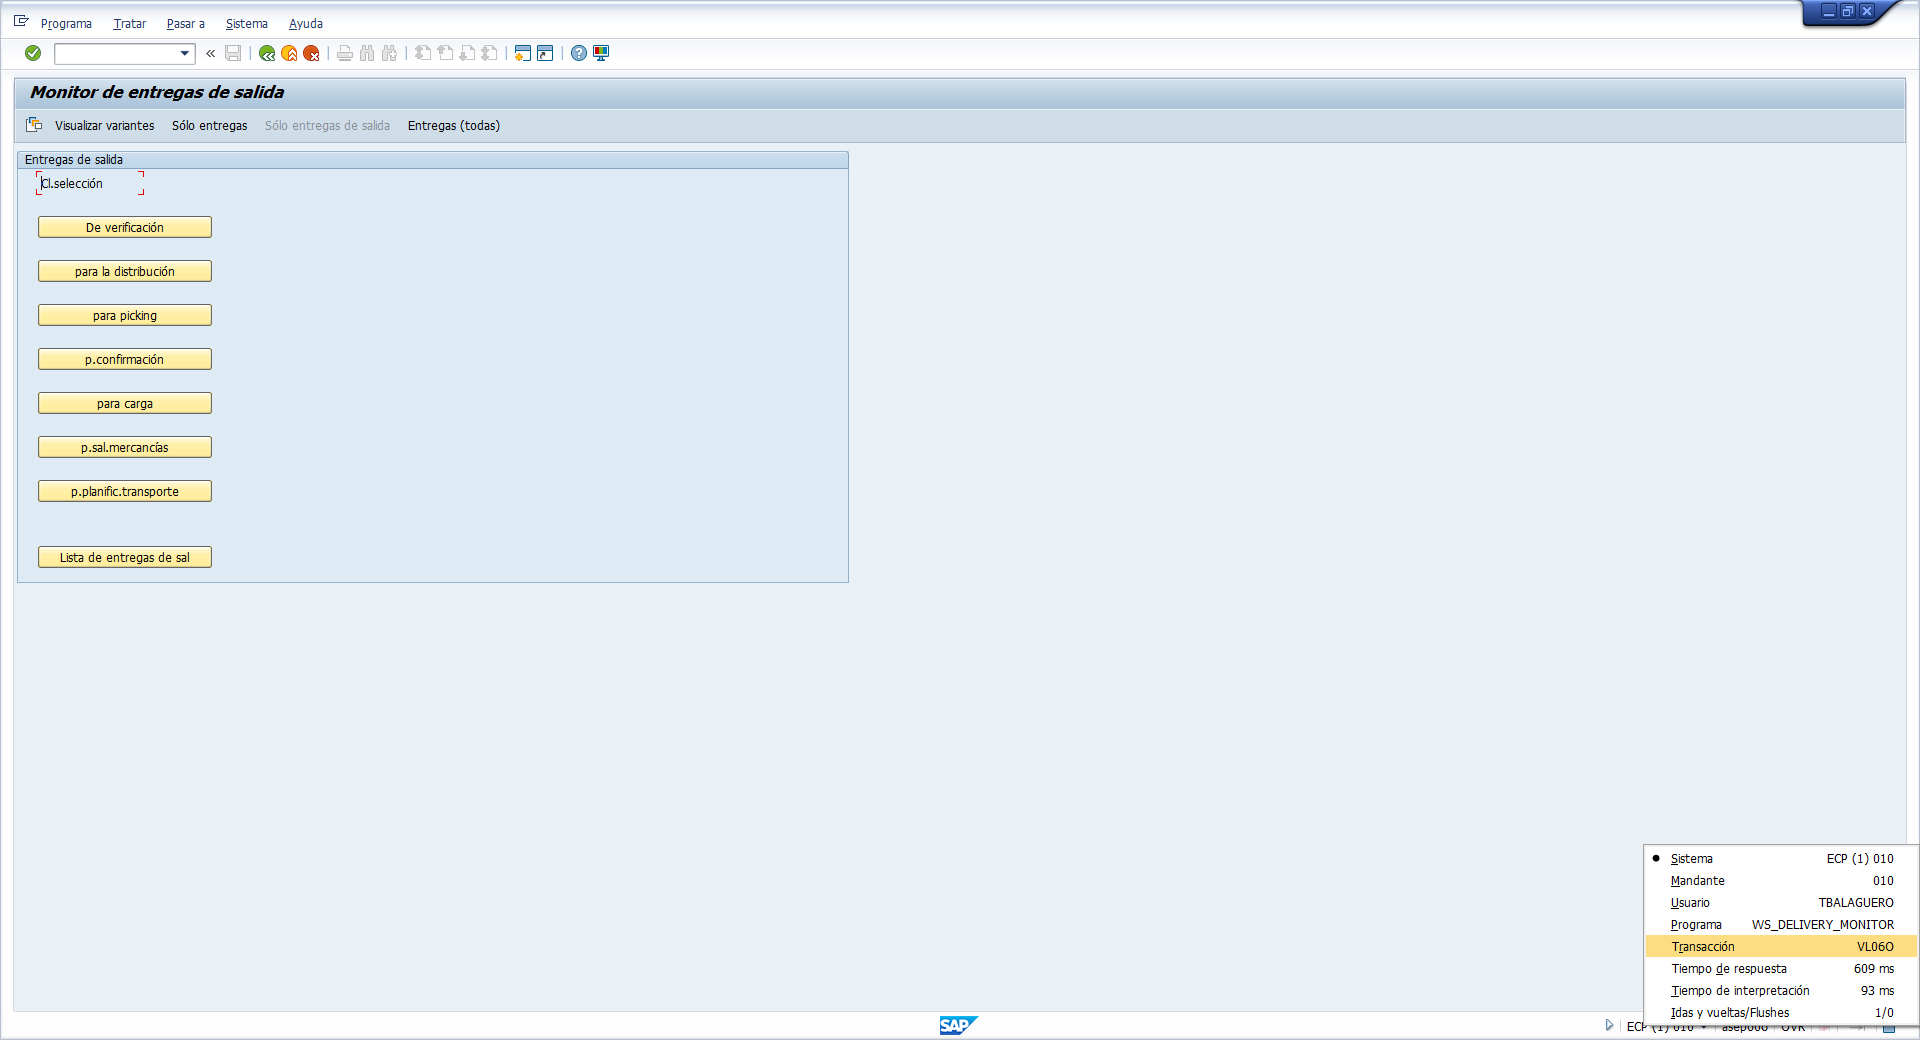 Programa Tratar Pasar a Sistema Ayuda
Monitor de entregas de salida
Visualizar variantes Sólo entregas Sólo entregas de salida Entregas (todas)
Entregas de salida
Cl.selección
De verificación
para la distribución
para picking
p.confirmación
para carga
p.sal.mercancías
p.planific.transporte
Lista de entregas de sal
Sistema ECP (1) 010
Mandante 010
Usuario TBALAGUERO
Programa WS_DELIVERY_MONITOR
Transacción VL06O
Tiempo de respuesta 609 ms
Tiempo de interpretación 93 ms
Idas y vueltas/Flushes 1/0
SAP
ECP (1) 010 OVR